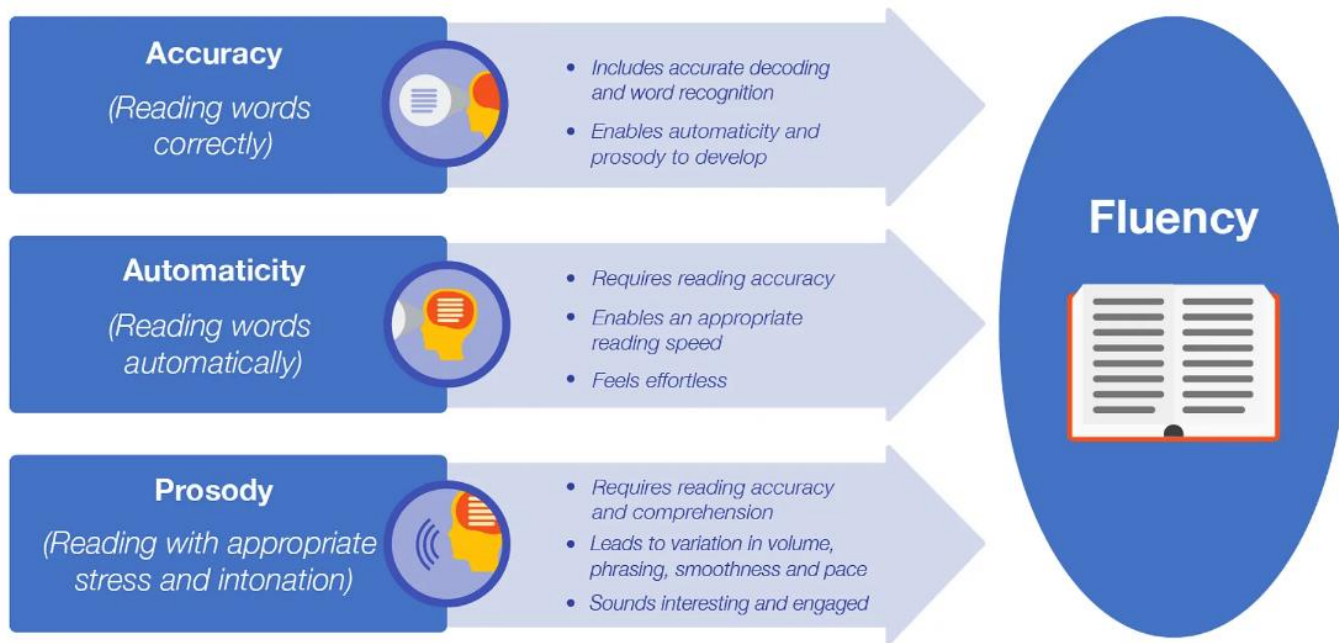 Accuracy
(Reading words
correctly)
• Includes accurate decoding
and word recognition
• Enables automaticity and
prosody to develop
Automaticity
(Reading words
automatically)
• Requires reading accuracy
• Enables an appropriate
reading speed
• Feels effortless
Prosody
(Reading with appropriate
stress and intonation)
• Requires reading accuracy
and comprehension
• Leads to variation in volume,
phrasing, smoothness and pace
• Sounds interesting and engaged
Fluency